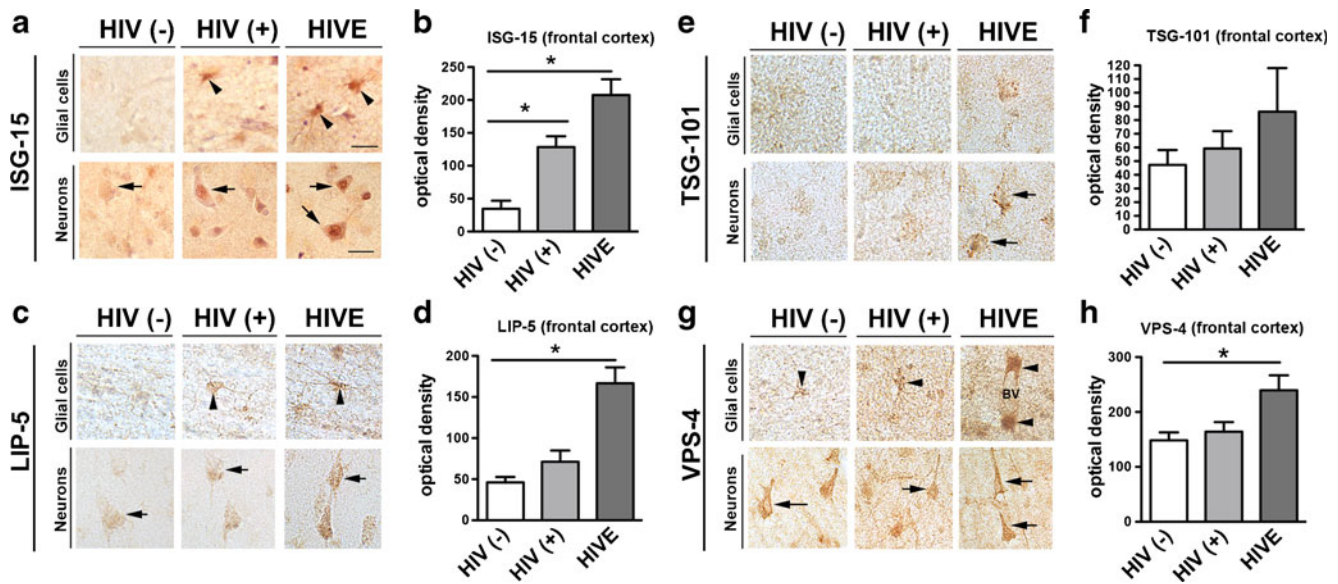 a
HIV (-) HIV (+) HIVE
ISG-15
Glial cells
Neurons
b
ISG-15 (frontal cortex)
optical density
250
200
150
100
50
0
*
*
HIV (-)
HIV (+)
HIVE
c
HIV (-) HIV (+) HIVE
LIP-5
Glial cells
Neurons
d
LIP-5 (frontal cortex)
optical density
200
150
100
50
0
*
HIV (-)
HIV (+)
HIVE
e
HIV (-) HIV (+) HIVE
TSG-101
Glial cells
Neurons
f
TSG-101 (frontal cortex)
optical density
120
110
100
90
80
70
60
50
40
30
20
10
0
HIV (-)
HIV (+)
HIVE
g
HIV (-) HIV (+) HIVE
VPS-4
Glial cells
BV
Neurons
h
VPS-4 (frontal cortex)
optical density
300
200
100
0
*
HIV (-)
HIV (+)
HIVE